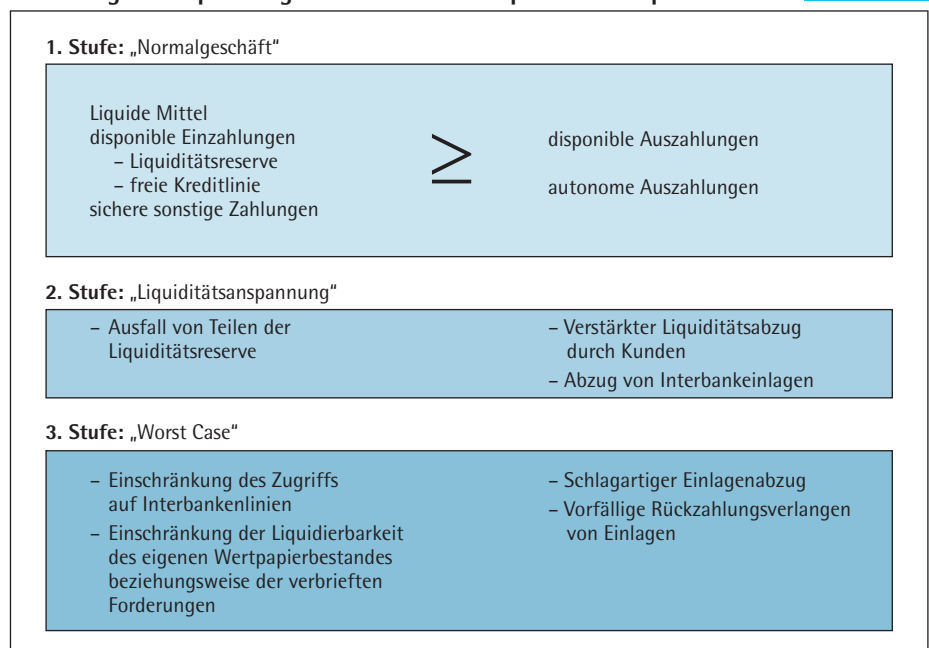 1. Stufe: „Normalgeschäft“
Liquide Mittel
disponible Einzahlungen
– Liquiditätsreserve
– freie Kreditlinie
sichere sonstige Zahlungen
≥
disponible Auszahlungen
autonome Auszahlungen
2. Stufe: „Liquiditätsanspannung“
– Ausfall von Teilen der
Liquiditätsreserve
– Verstärkter Liquiditätsabzug
durch Kunden
– Abzug von Interbankeinlagen
3. Stufe: „Worst Case“
– Einschränkung des Zugriffs
auf Interbankenlinien
– Einschränkung der Liquidierbarkeit
des eigenen Wertpapierbestandes
beziehungsweise der verbrieften
Forderungen
– Schlagartiger Einlagenabzug
– Vorfällige Rückzahlungsverlangen
von Einlagen